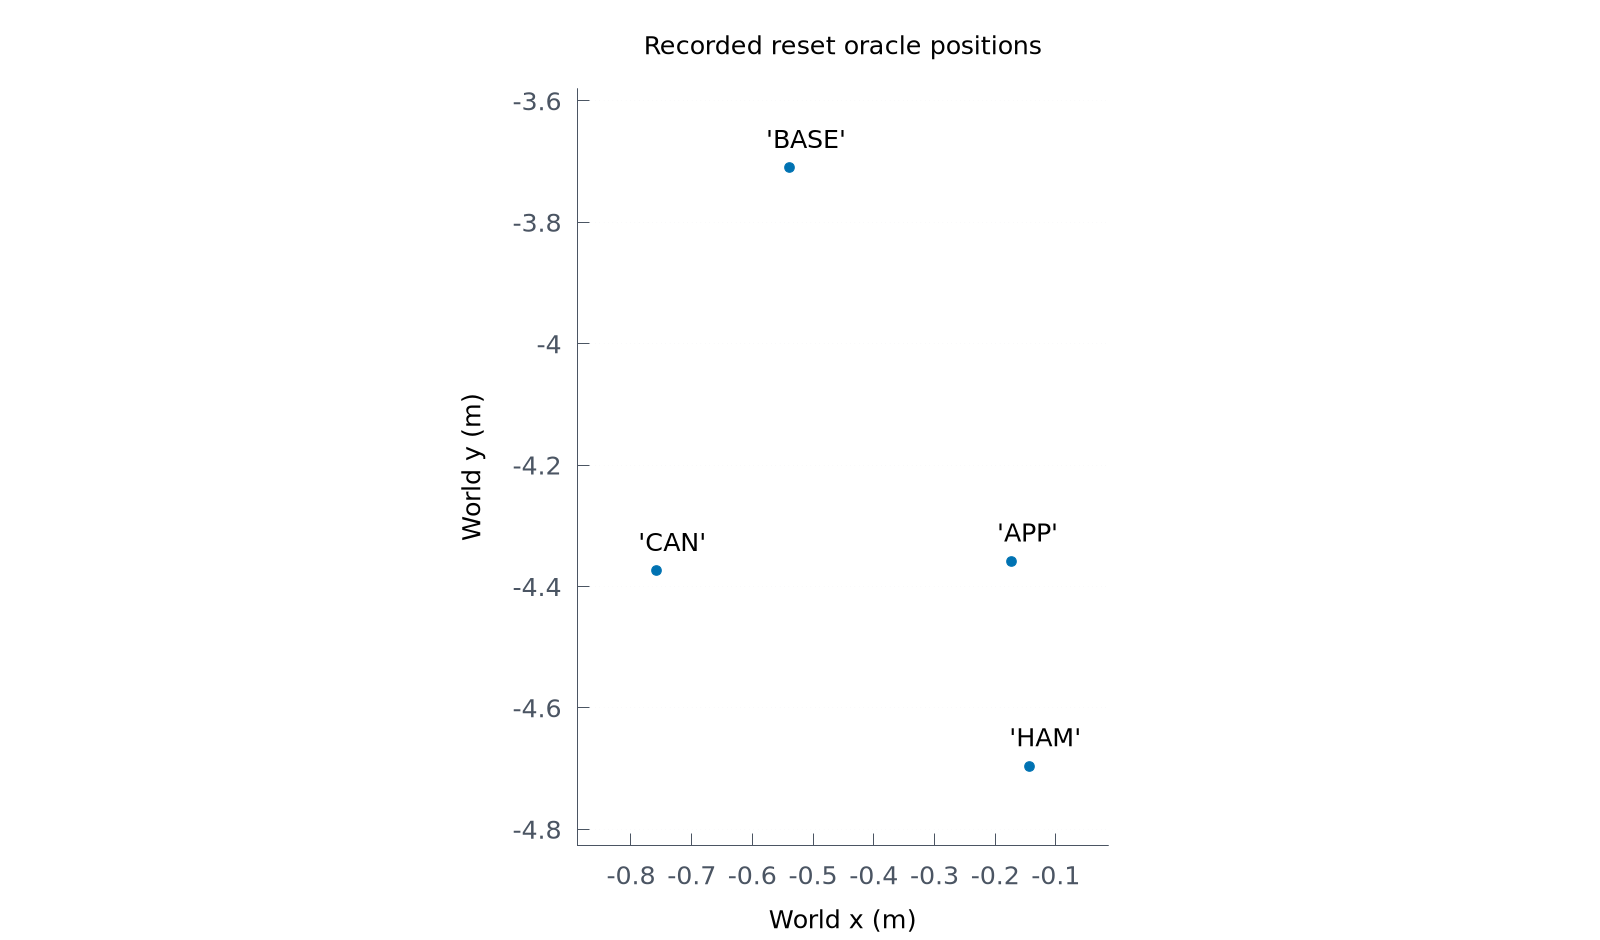 Recorded reset oracle positions
-3.6
'BASE'
-3.8
-4
World y (m)
-4.2
'CAN'
'APP'
-4.4
-4.6
'HAM'
-4.8
-0.8 -0.7 -0.6 -0.5 -0.4 -0.3 -0.2 -0.1
World x (m)